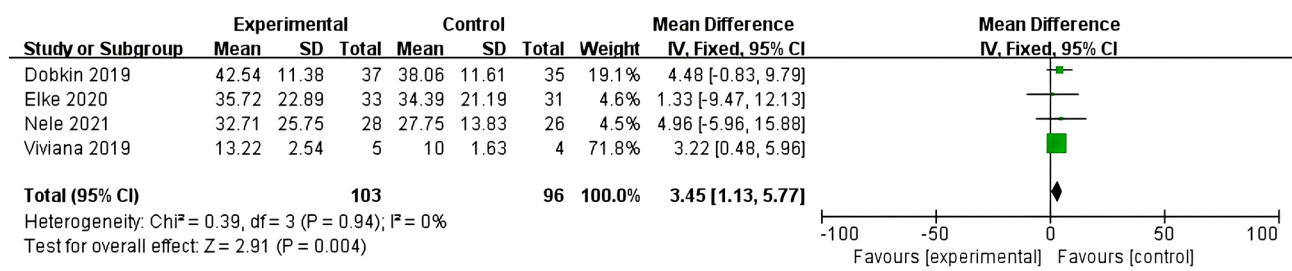 Experimental Control Mean Difference Mean Difference
Study or Subgroup Mean SD Total Mean SD Total Weight IV, Fixed, 95% CI IV, Fixed, 95% CI
Dobkin 2019 42.54 11.38 37 38.06 11.61 35 19.1% 4.48 [-0.83, 9.79]
Elke 2020 35.72 22.89 33 34.39 21.19 31 4.6% 1.33 [-9.47, 12.13]
Nele 2021 32.71 25.75 28 27.75 13.83 26 4.5% 4.96 [-5.96, 15.88]
Viviana 2019 13.22 2.54 5 10 1.63 4 71.8% 3.22 [0.48, 5.96]
Total (95% CI) 103 96 100.0% 3.45 [1.13, 5.77]
Heterogeneity: Chi² = 0.39, df = 3 (P = 0.94); I² = 0%
Test for overall effect: Z = 2.91 (P = 0.004)
-100 -50 0 50 100
Favours [experimental] Favours [control]